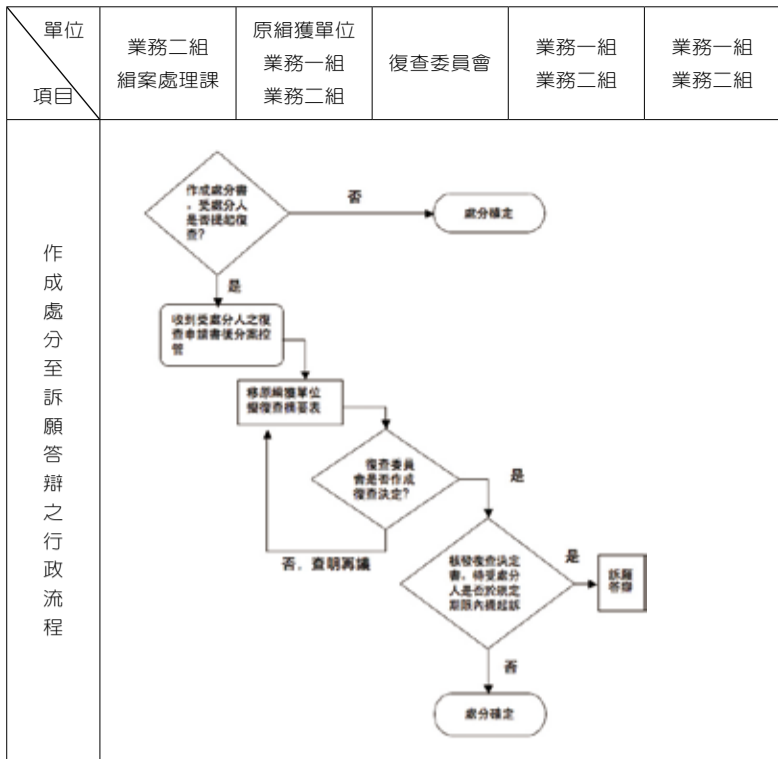 單位
項目
業務二組
緝案處理課
原緝獲單位
業務一組
業務二組
復查委員會
業務一組
業務二組
業務一組
業務二組
作成處分至訴願答辯之行政流程
作成處分書
，受處分人
是否提起復
查?
否
處分確定
是
收到受處分人之復
查申請書後分案控
管
移原緝獲單位
擬復查摘要表
復查委員
會是否作成
復查決定?
是
否，查明再議
核發復查決定
書，待受處分
人是否於法定
期限內提起訴
是
訴願
答辯
否
處分確定